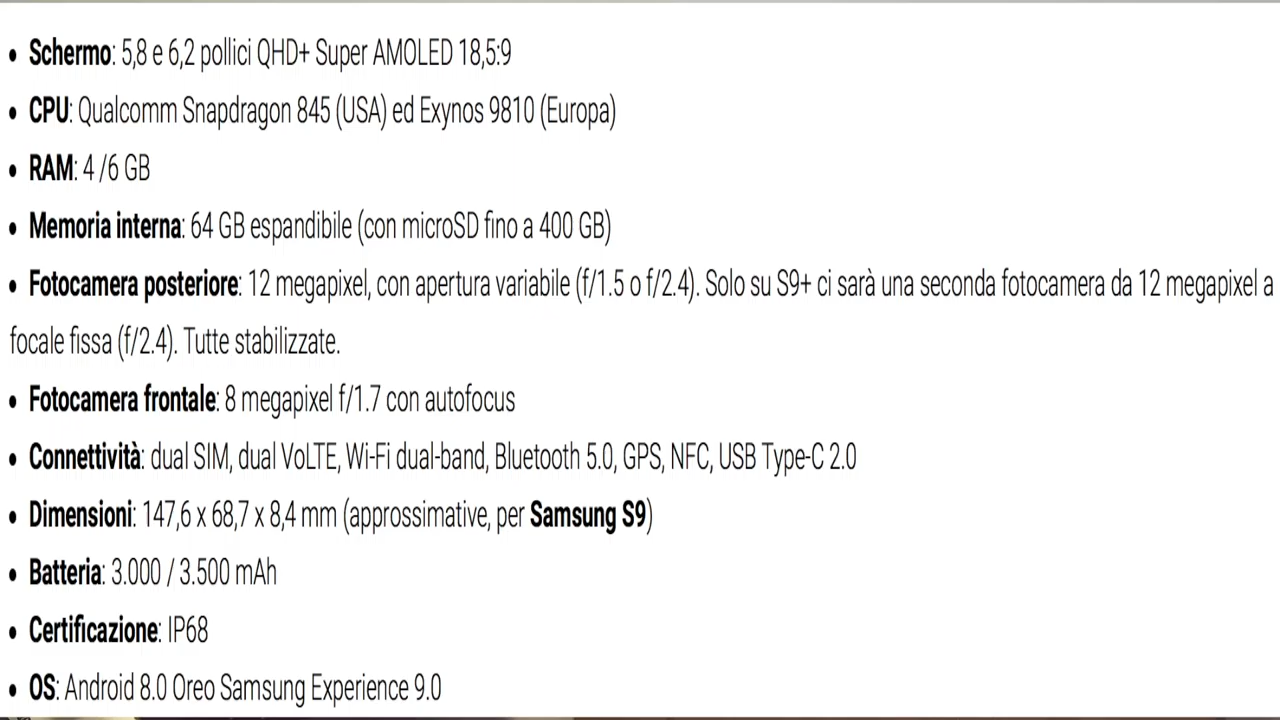 • Schermo: 5,8 e 6,2 pollici QHD+ Super AMOLED 18,5:9
• CPU: Qualcomm Snapdragon 845 (USA) ed Exynos 9810 (Europa)
• RAM: 4 /6 GB
• Memoria interna: 64 GB espandibile (con microSD fino a 400 GB)
• Fotocamera posteriore: 12 megapixel, con apertura variabile (f/1.5 o f/2.4). Solo su S9+ ci sarà una seconda fotocamera da 12 megapixel a
focale fissa (f/2.4). Tutte stabilizzate.
• Fotocamera frontale: 8 megapixel f/1.7 con autofocus
• Connettività: dual SIM, dual VoLTE, Wi-Fi dual-band, Bluetooth 5.0, GPS, NFC, USB Type-C 2.0
• Dimensioni: 147,6 x 68,7 x 8,4 mm (approssimative, per Samsung S9)
• Batteria: 3.000 / 3.500 mAh
• Certificazione: IP68
• OS: Android 8.0 Oreo Samsung Experience 9.0